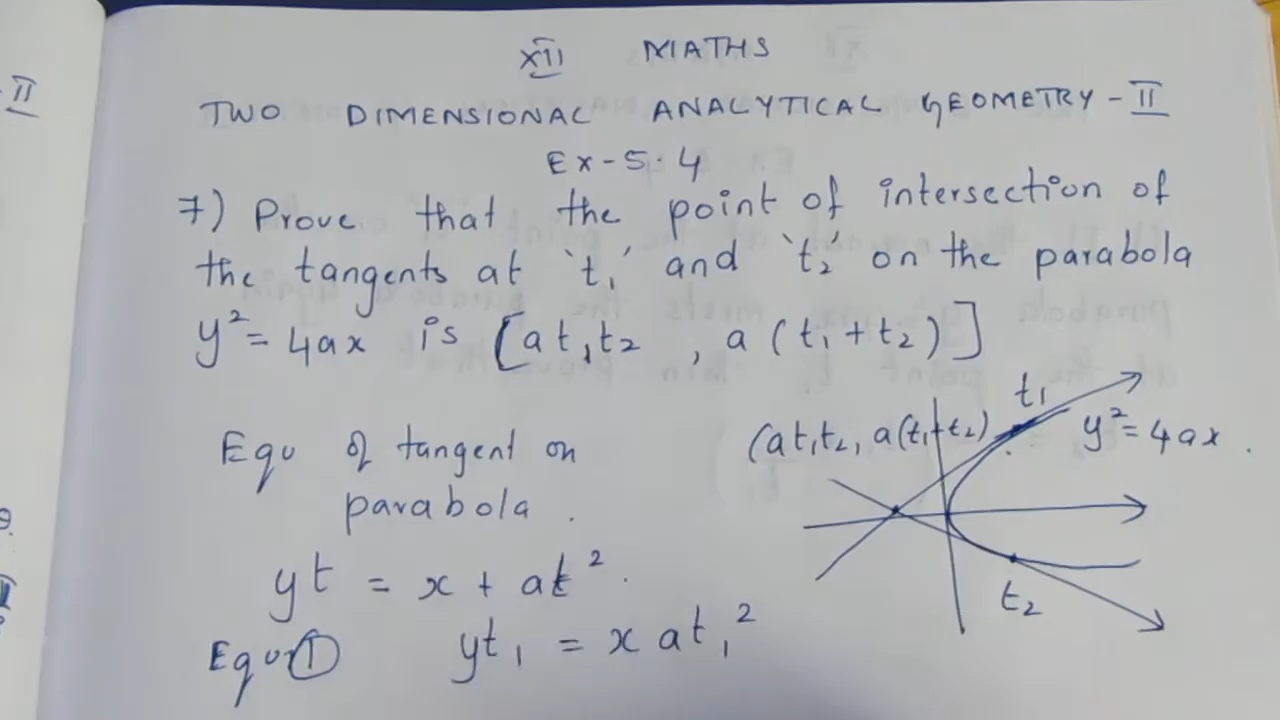 II
XII MATHS
TWO DIMENSIONAL ANALYTICAL GEOMETRY - II
Ex - 5.4
7) Prove that the point of intersection of
the tangents at 't₁' and 't₂' on the parabola
y² = 4ax is [at₁t₂ , a(t₁+t₂)]
t₁
(at₁t₂, a(t₁+t₂)
y² = 4ax .
Equ of tangent on
parabola .
yt = x + at² .
t₂
Equ ① yt₁ = x at₁²